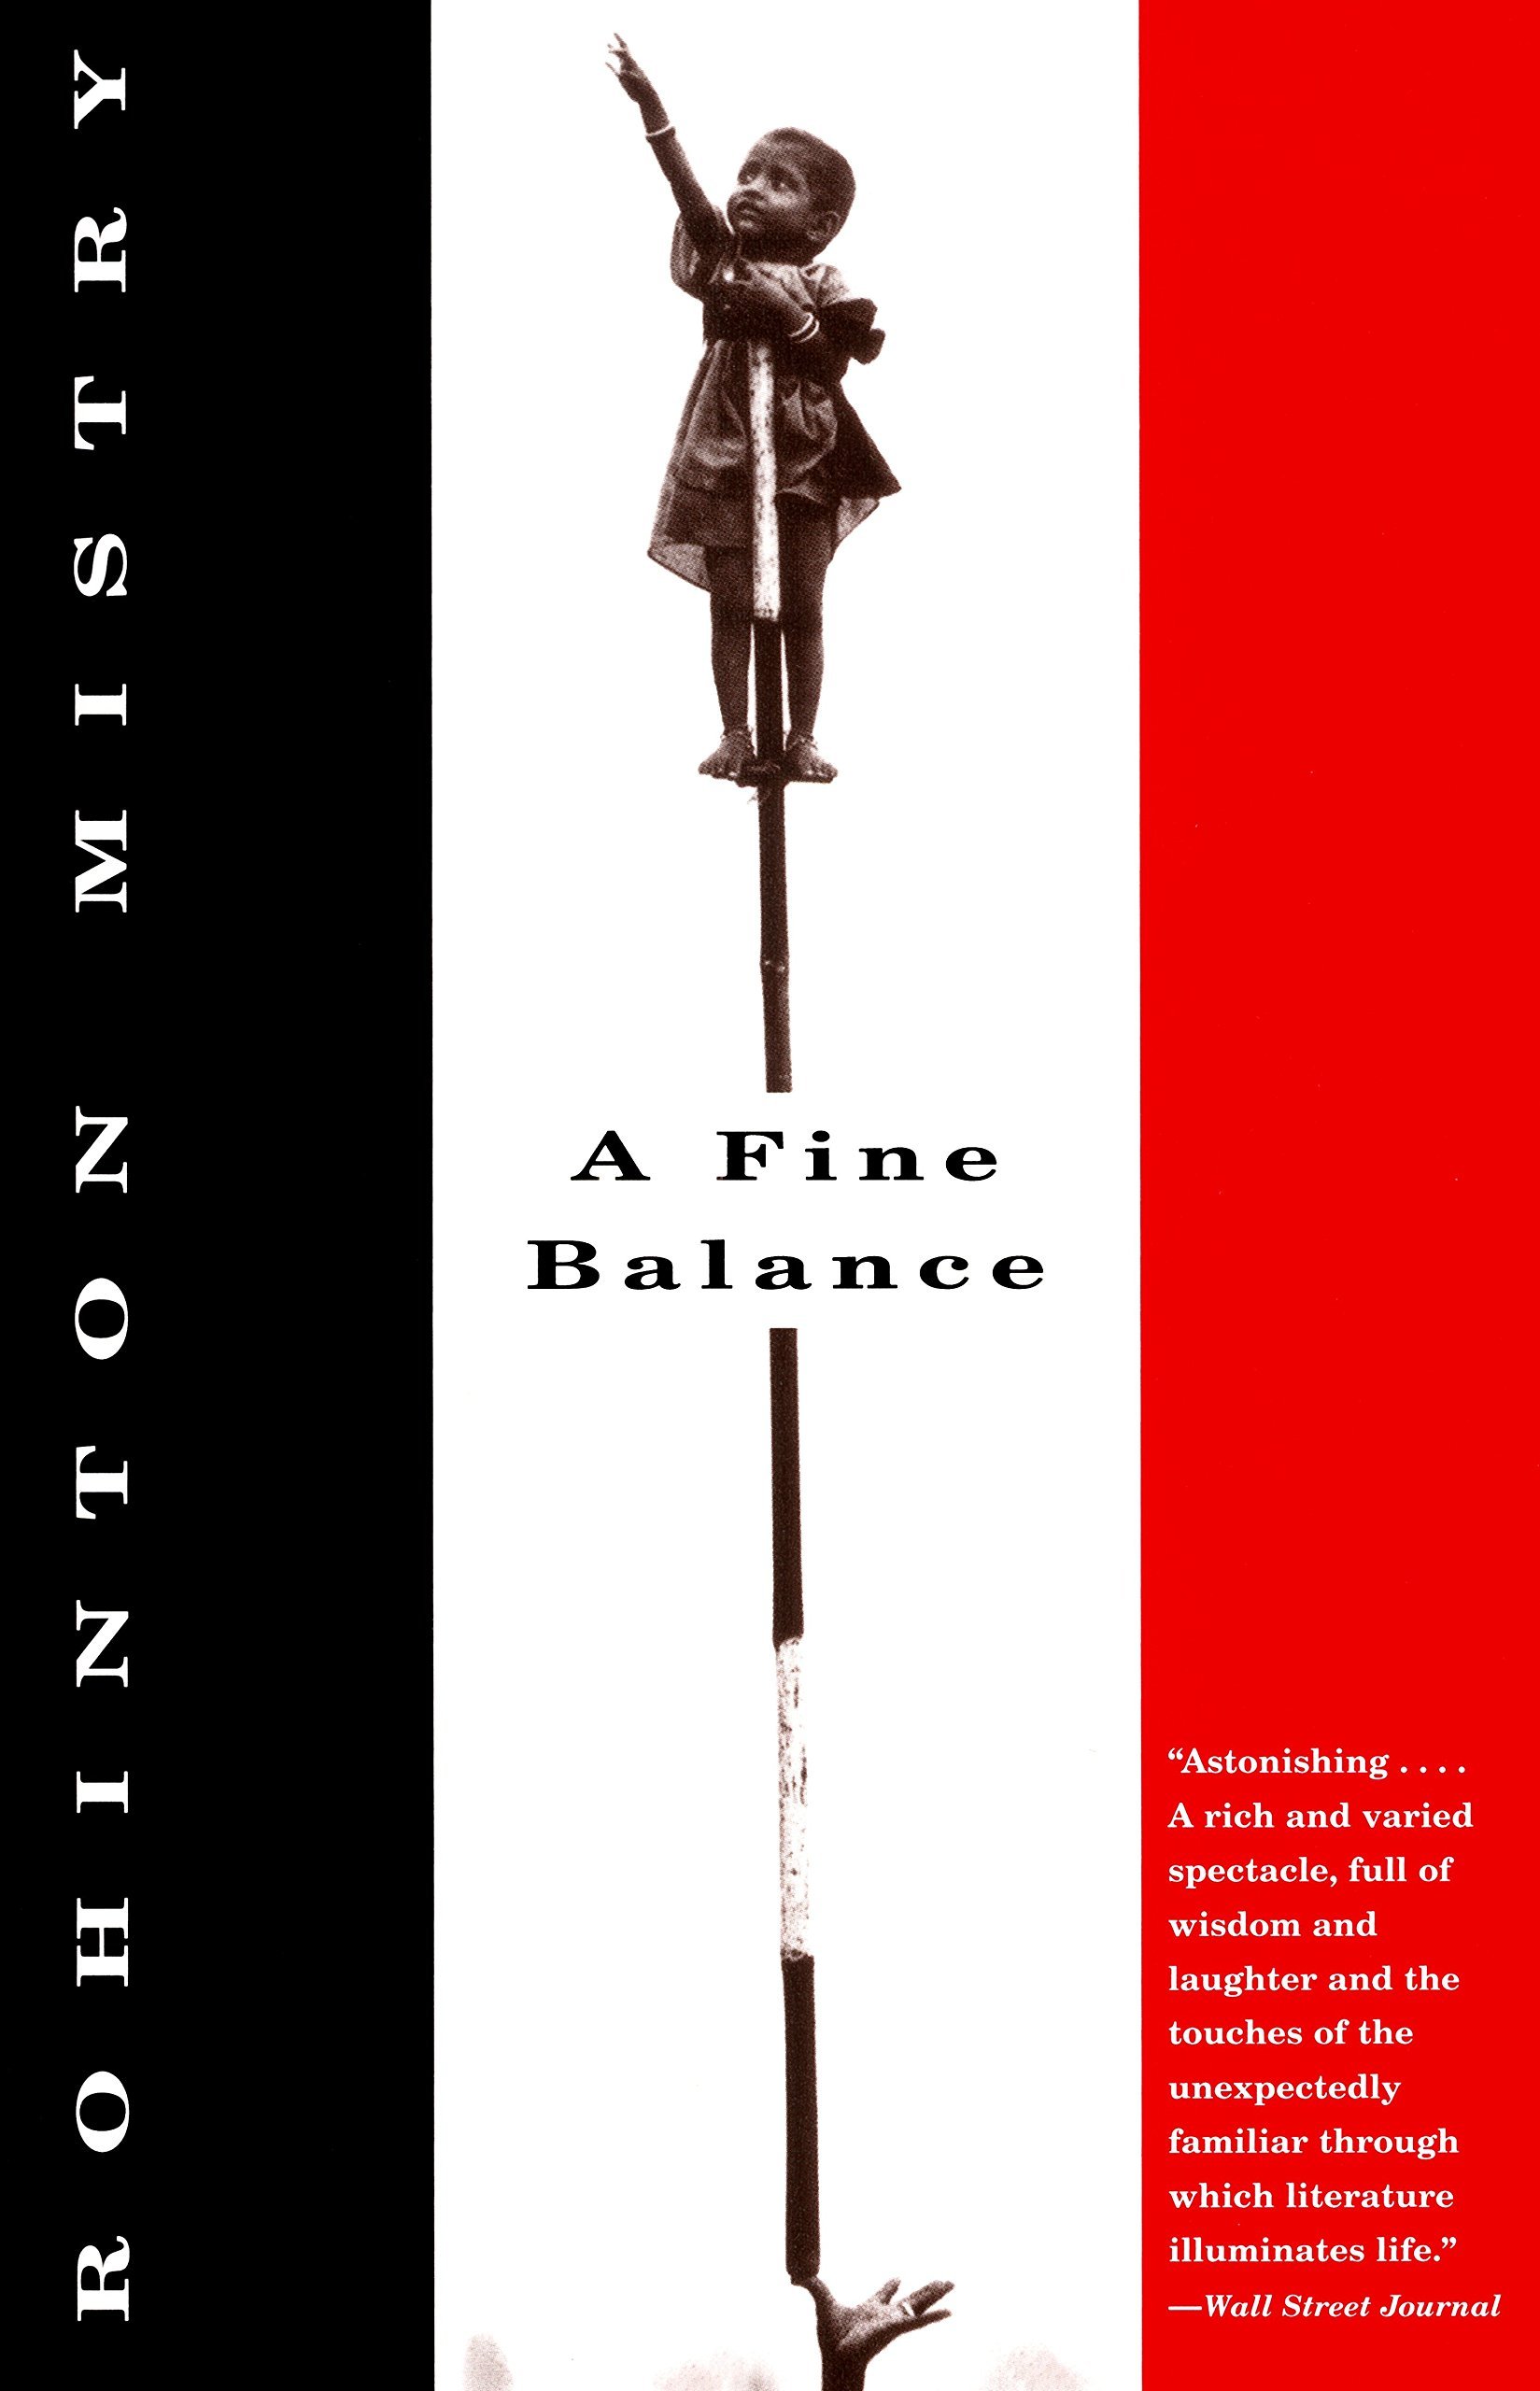 ROHINTON MISTRY
A Fine
Balance
“Astonishing . . . .
A rich and varied
spectacle, full of
wisdom and
laughter and the
touches of the
unexpectedly
familiar through
which literature
illuminates life.”
—Wall Street Journal